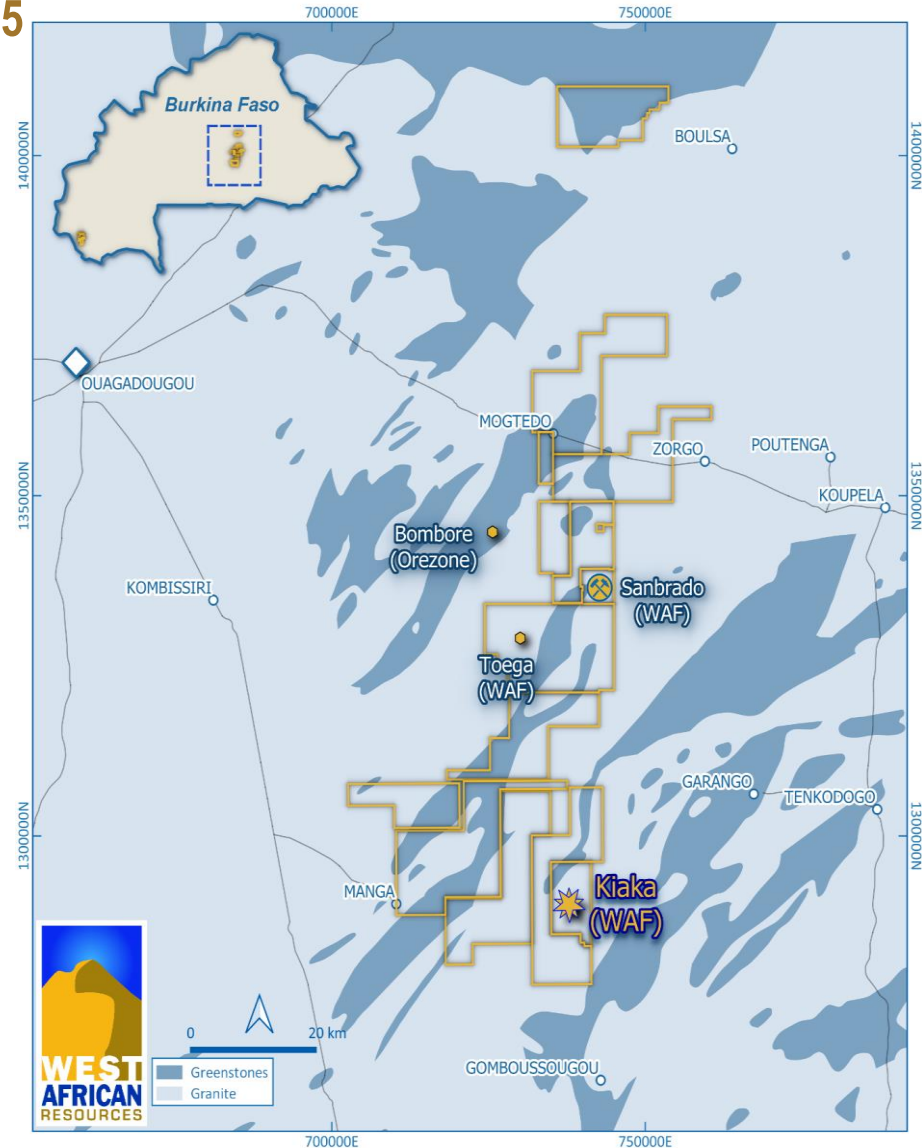 5
700000E
750000E
Burkina Faso
1400000N
1400000N
BOULSA
OUAGADOUGOU
MOGTEDO
ZORGO
POUTENGA
KOUPELA
1350000N
1350000N
Bombore
(Orezone)
KOMBISSIRI
Sanbrado
(WAF)
Toega
(WAF)
GARANGO
TENKODOGO
1300000N
1300000N
MANGA
Kiaka
(WAF)
0 20 km
WEST
AFRICAN
RESOURCES
Greenstones
Granite
GOMBOUSSOUGOU
700000E
750000E